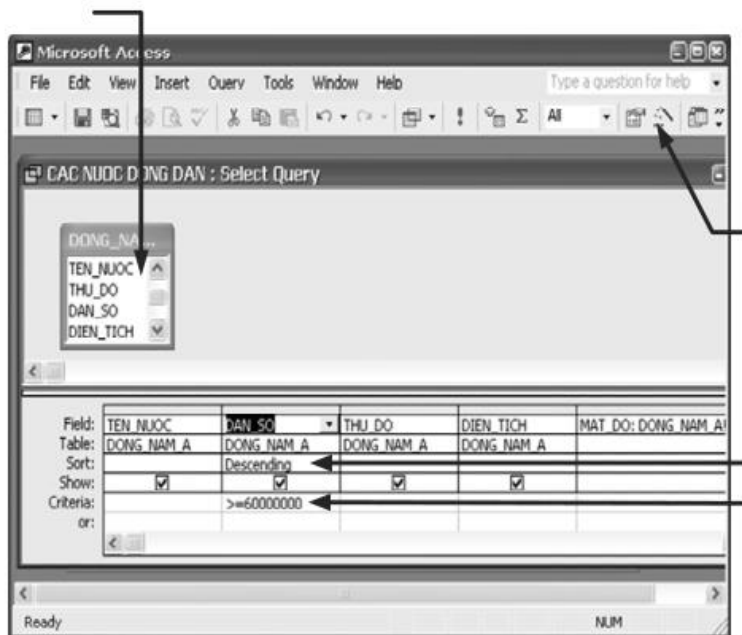 Microsoft Access
File Edit View Insert Query Tools Window Help Type a question for help
Σ All
CAC NUOC DONG DAN : Select Query
DONG_NA...
TEN_NUOC
THU_DO
DAN_SO
DIEN_TICH
Field: TEN_NUOC DAN_SO THU_DO DIEN_TICH MAT_DO: DONG_NAM_A!
Table: DONG_NAM_A DONG_NAM_A DONG_NAM_A DONG_NAM_A
Sort: Descending
Show:
Criteria: >=60000000
or:
Ready NUM